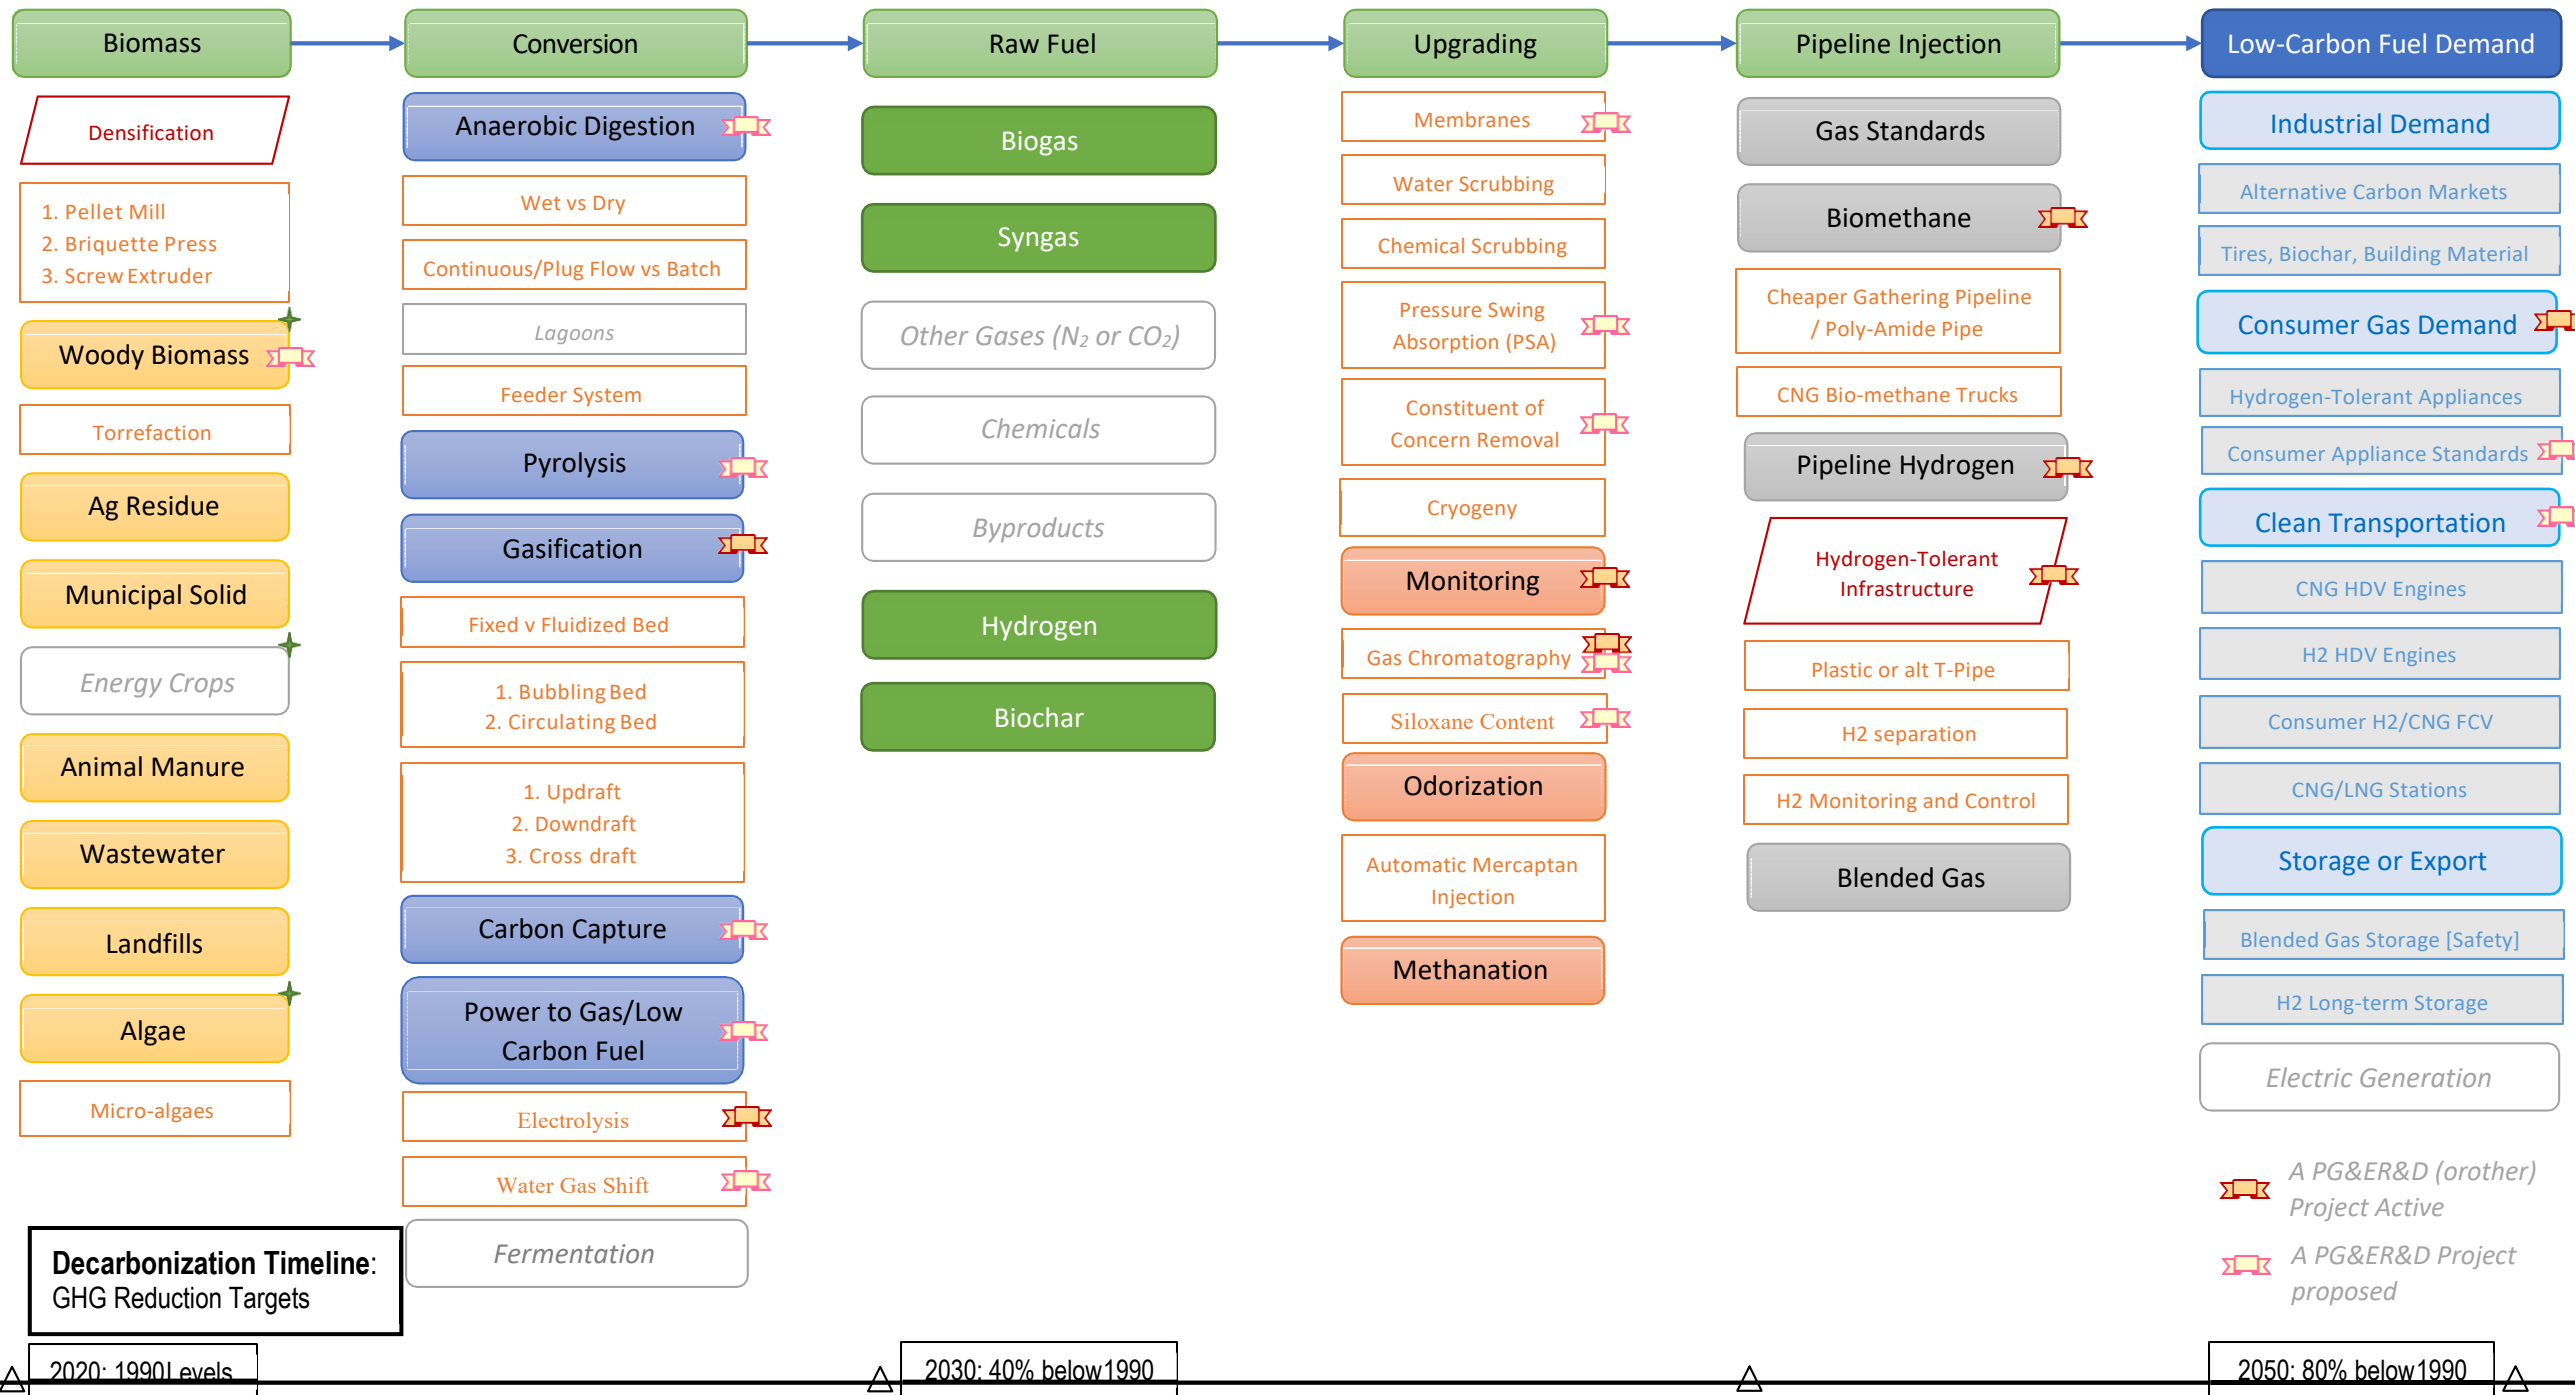 Biomass
Conversion
Raw Fuel
Upgrading
Pipeline Injection
Low-Carbon Fuel Demand
Densification
1. Pellet Mill
2. Briquette Press
3. Screw Extruder
Woody Biomass
Torrefaction
Ag Residue
Municipal Solid
Energy Crops
Animal Manure
Wastewater
Landfills
Algae
Micro-algaes
Anaerobic Digestion
Wet vs Dry
Continuous/Plug Flow vs Batch
Lagoons
Feeder System
Pyrolysis
Gasification
Fixed v Fluidized Bed
1. Bubbling Bed
2. Circulating Bed
1. Updraft
2. Downdraft
3. Cross draft
Carbon Capture
Power to Gas/Low
Carbon Fuel
Electrolysis
Water Gas Shift
Fermentation
Biogas
Syngas
Other Gases (N2 or CO2)
Chemicals
Byproducts
Hydrogen
Biochar
Membranes
Water Scrubbing
Chemical Scrubbing
Pressure Swing
Absorption (PSA)
Constituent of
Concern Removal
Cryogeny
Monitoring
Gas Chromatography
Siloxane Content
Odorization
Automatic Mercaptan
Injection
Methanation
Gas Standards
Biomethane
Cheaper Gathering Pipeline
/ Poly-Amide Pipe
CNG Bio-methane Trucks
Pipeline Hydrogen
Hydrogen-Tolerant
Infrastructure
Plastic or alt T-Pipe
H2 separation
H2 Monitoring and Control
Blended Gas
Industrial Demand
Alternative Carbon Markets
Tires, Biochar, Building Material
Consumer Gas Demand
Hydrogen-Tolerant Appliances
Consumer Appliance Standards
Clean Transportation
CNG HDV Engines
H2 HDV Engines
Consumer H2/CNG FCV
CNG/LNG Stations
Storage or Export
Blended Gas Storage [Safety]
H2 Long-term Storage
Electric Generation
A PG&ER&D (orother)
Project Active
A PG&ER&D Project
proposed
Decarbonization Timeline:
GHG Reduction Targets
2020: 1990Levels
2030: 40% below1990
2050: 80% below1990